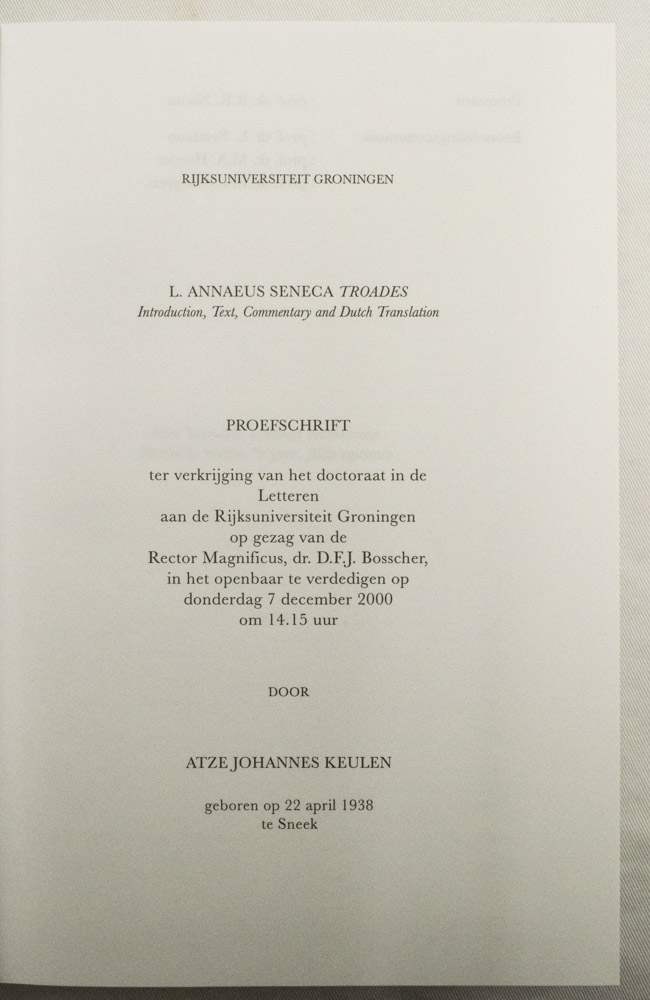 RIJKSUNIVERSITEIT GRONINGEN
L. ANNAEUS SENECA TROADES
Introduction, Text, Commentary and Dutch Translation
PROEFSCHRIFT
ter verkrijging van het doctoraat in de
Letteren
aan de Rijksuniversiteit Groningen
op gezag van de
Rector Magnificus, dr. D.F.J. Bosscher,
in het openbaar te verdedigen op
donderdag 7 december 2000
om 14.15 uur
DOOR
ATZE JOHANNES KEULEN
geboren op 22 april 1938
te Sneek